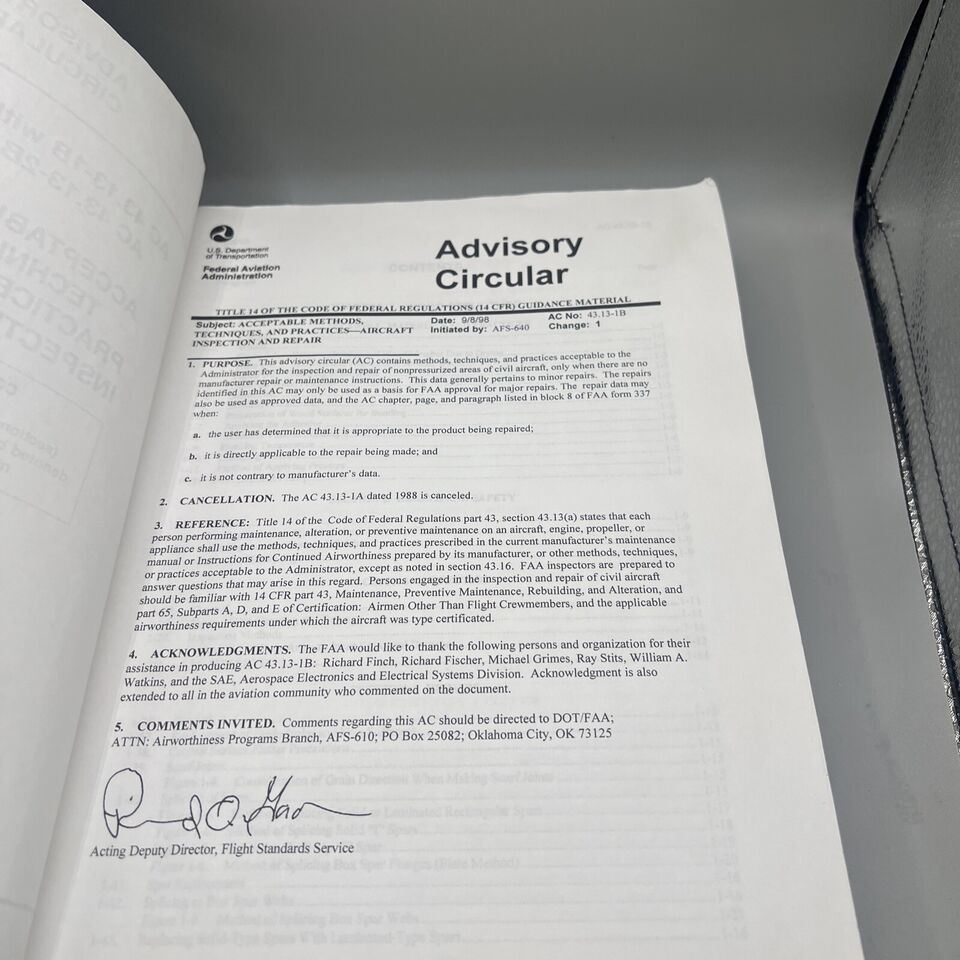 U.S. Department
of Transportation
Federal Aviation
Administration
Advisory
Circular
TITLE 14 OF THE CODE OF FEDERAL REGULATIONS (14 CFR) GUIDANCE MATERIAL
Subject: ACCEPTABLE METHODS,
TECHNIQUES, AND PRACTICES—AIRCRAFT
INSPECTION AND REPAIR
Date: 9/8/98
Initiated by: AFS-640
AC No: 43.13-1B
Change: 1
1. PURPOSE. This advisory circular (AC) contains methods, techniques, and practices acceptable to the
Administrator for the inspection and repair of nonpressurized areas of civil aircraft, only when there are no
manufacturer repair or maintenance instructions. This data generally pertains to minor repairs. The repairs
identified in this AC may only be used as a basis for FAA approval for major repairs. The repair data may
also be used as approved data, and the AC chapter, page, and paragraph listed in block 8 of FAA form 337
when:
a. the user has determined that it is appropriate to the product being repaired;
b. it is directly applicable to the repair being made; and
c. it is not contrary to manufacturer's data.
2. CANCELLATION. The AC 43.13-1A dated 1988 is canceled.
3. REFERENCE: Title 14 of the Code of Federal Regulations part 43, section 43.13(a) states that each
person performing maintenance, alteration, or preventive maintenance on an aircraft, engine, propeller, or
appliance shall use the methods, techniques, and practices prescribed in the current manufacturer's maintenance
manual or Instructions for Continued Airworthiness prepared by its manufacturer, or other methods, techniques,
or practices acceptable to the Administrator, except as noted in section 43.16. FAA inspectors are prepared to
answer questions that may arise in this regard. Persons engaged in the inspection and repair of civil aircraft
should be familiar with 14 CFR part 43, Maintenance, Preventive Maintenance, Rebuilding, and Alteration, and
part 65, Subparts A, D, and E of Certification: Airmen Other Than Flight Crewmembers, and the applicable
airworthiness requirements under which the aircraft was type certificated.
4. ACKNOWLEDGMENTS. The FAA would like to thank the following persons and organization for their
assistance in producing AC 43.13-1B: Richard Finch, Richard Fischer, Michael Grimes, Ray Stits, William A.
Watkins, and the SAE, Aerospace Electronics and Electrical Systems Division. Acknowledgment is also
extended to all in the aviation community who commented on the document.
5. COMMENTS INVITED. Comments regarding this AC should be directed to DOT/FAA;
ATTN: Airworthiness Programs Branch, AFS-610; PO Box 25082; Oklahoma City, OK 73125
Acting Deputy Director, Flight Standards Service